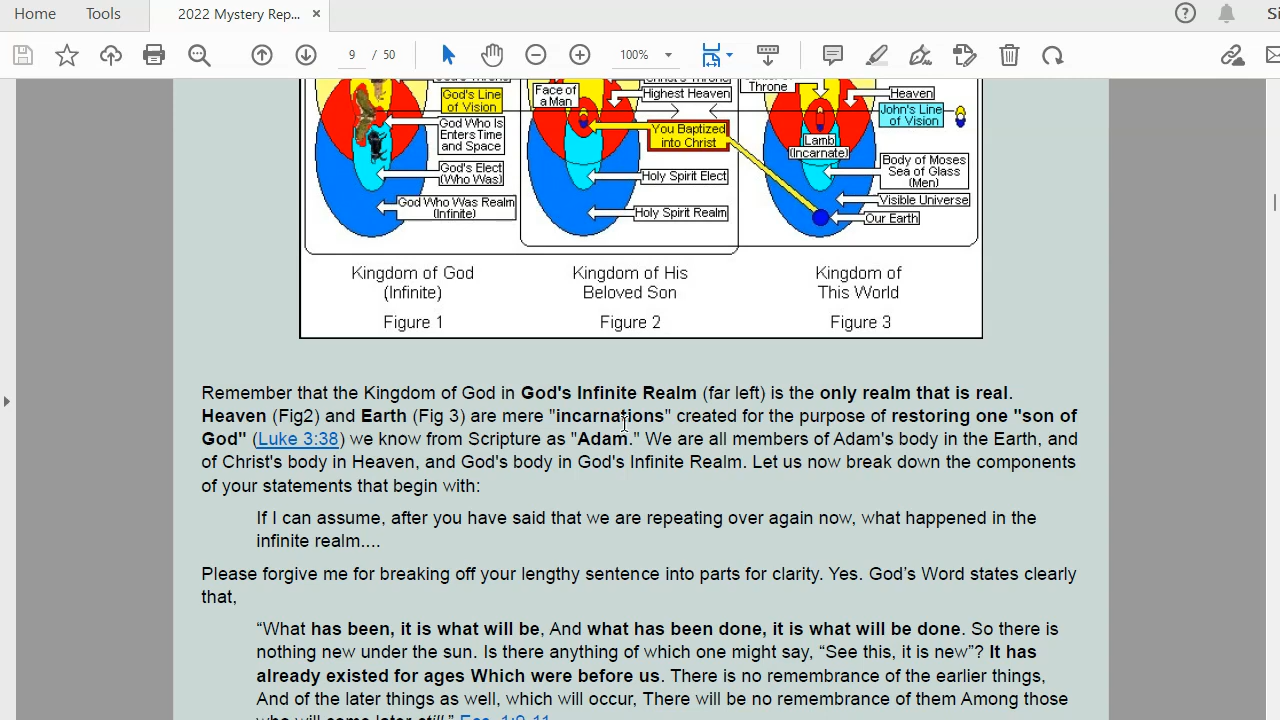 Home Tools 2022 Mystery Rep... ×
9 / 50 100%
God's Line
of Vision
God Who Is
Enters Time
and Space
God's Elect
(Who Was)
God Who Was Realm
(Infinite)
Face of
a Man
Highest Heaven
You Baptized
into Christ
Holy Spirit Elect
Holy Spirit Realm
Throne
Heaven
John's Line
of Vision
Lamb
(Incarnate)
Body of Moses
Sea of Glass
(Men)
Visible Universe
Our Earth
Kingdom of God
(Infinite)
Figure 1
Kingdom of His
Beloved Son
Figure 2
Kingdom of
This World
Figure 3
Remember that the Kingdom of God in God's Infinite Realm (far left) is the only realm that is real.
Heaven (Fig2) and Earth (Fig 3) are mere "incarnations" created for the purpose of restoring one "son of
God" (Luke 3:38) we know from Scripture as "Adam." We are all members of Adam's body in the Earth, and
of Christ's body in Heaven, and God's body in God's Infinite Realm. Let us now break down the components
of your statements that begin with:
If I can assume, after you have said that we are repeating over again now, what happened in the
infinite realm....
Please forgive me for breaking off your lengthy sentence into parts for clarity. Yes. God’s Word states clearly
that,
“What has been, it is what will be, And what has been done, it is what will be done. So there is
nothing new under the sun. Is there anything of which one might say, “See this, it is new”? It has
already existed for ages Which were before us. There is no remembrance of the earlier things,
And of the later things as well, which will occur, There will be no remembrance of them Among those
who will come later still.” Ecc. 1:9-11